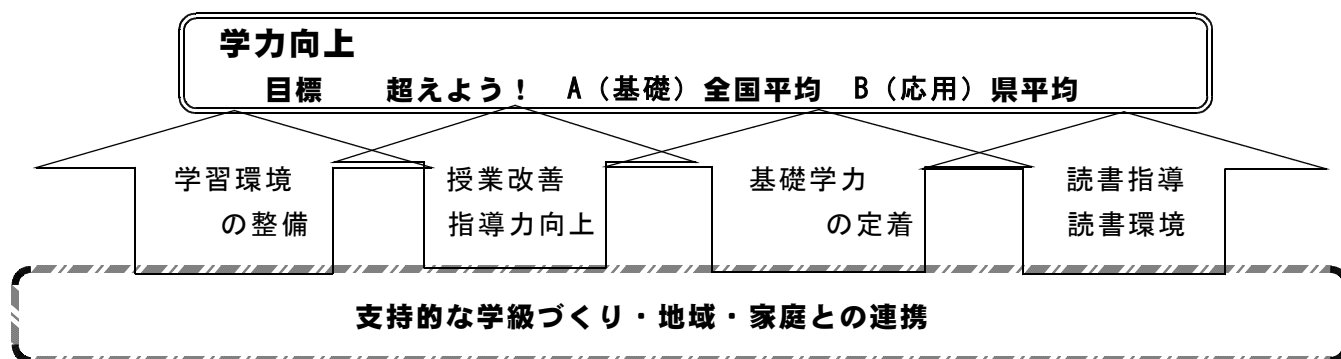 学力向上
目標　超えよう！　A（基礎）全国平均　B（応用）県平均
学習環境
の整備
授業改善
指導力向上
基礎学力
の定着
読書指導
読書環境
支持的な学級づくり・地域・家庭との連携